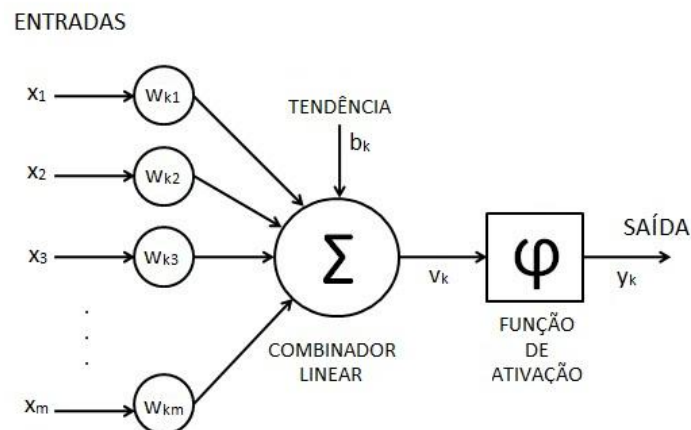 ENTRADAS
x₁
wₖ₁
TENDÊNCIA
bₖ
x₂
wₖ₂
x₃
wₖ₃
Σ
vₖ
φ
SAÍDA
yₖ
.
.
.
COMBINADOR
LINEAR
FUNÇÃO
DE
ATIVAÇÃO
xₘ
wₖₘ